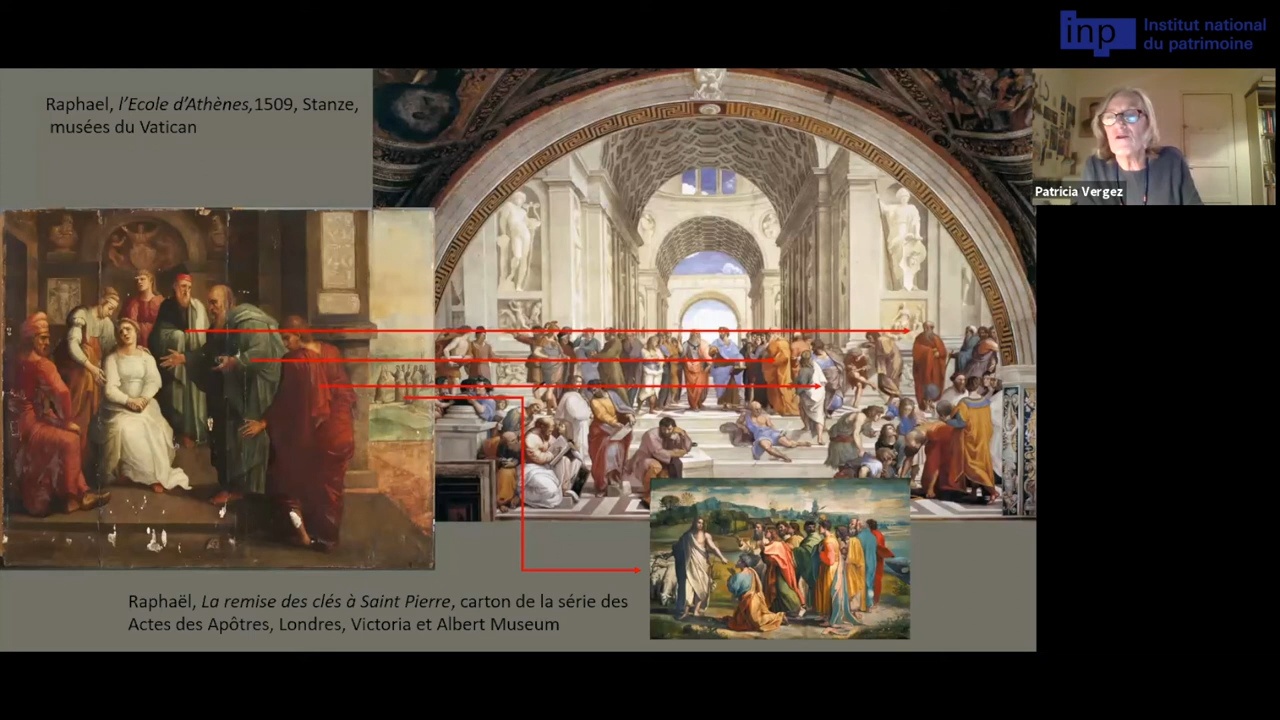 inp
Institut national
du patrimoine
Raphael, l'Ecole d'Athènes,1509, Stanze,
musées du Vatican
Patricia Vergez
Raphaël, La remise des clés à Saint Pierre, carton de la série des
Actes des Apôtres, Londres, Victoria et Albert Museum